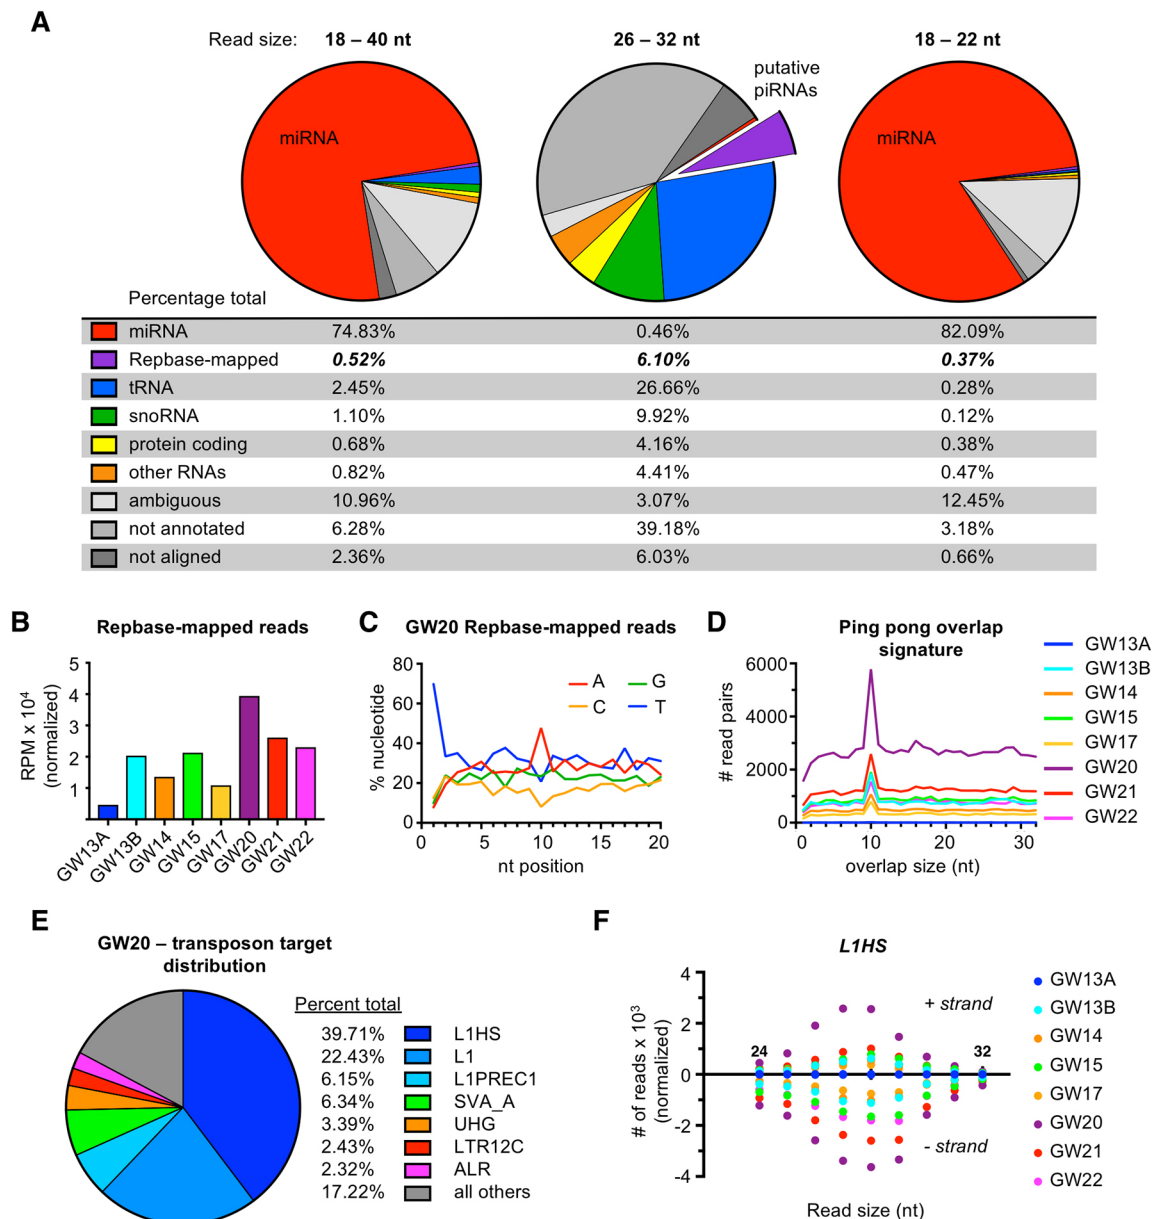 A
Read size: 18 – 40 nt 26 – 32 nt 18 – 22 nt
putative
piRNAs
miRNA miRNA
Percentage total
miRNA 74.83% 0.46% 82.09%
Repbase-mapped 0.52% 6.10% 0.37%
tRNA 2.45% 26.66% 0.28%
snoRNA 1.10% 9.92% 0.12%
protein coding 0.68% 4.16% 0.38%
other RNAs 0.82% 4.41% 0.47%
ambiguous 10.96% 3.07% 12.45%
not annotated 6.28% 39.18% 3.18%
not aligned 2.36% 6.03% 0.66%
B
Repbase-mapped reads
RPM x 10⁴
(normalized)
5
4
3
2
1
GW13A
GW13B
GW14
GW15
GW17
GW20
GW21
GW22
C
GW20 Repbase-mapped reads
% nucleotide
80
60
40
20
0
A G
C T
0 5 10 15 20
nt position
D
Ping pong overlap
signature
# read pairs
6000
4000
2000
0
0 10 20 30
overlap size (nt)
GW13A
GW13B
GW14
GW15
GW17
GW20
GW21
GW22
E
GW20 – transposon target
distribution
Percent total
39.71% L1HS
22.43% L1
6.15% L1PREC1
6.34% SVA_A
3.39% UHG
2.43% LTR12C
2.32% ALR
17.22% all others
F
L1HS
# of reads x 10³
(normalized)
4
2
0
-2
-4
+ strand
24 32
- strand
Read size (nt)
GW13A
GW13B
GW14
GW15
GW17
GW20
GW21
GW22